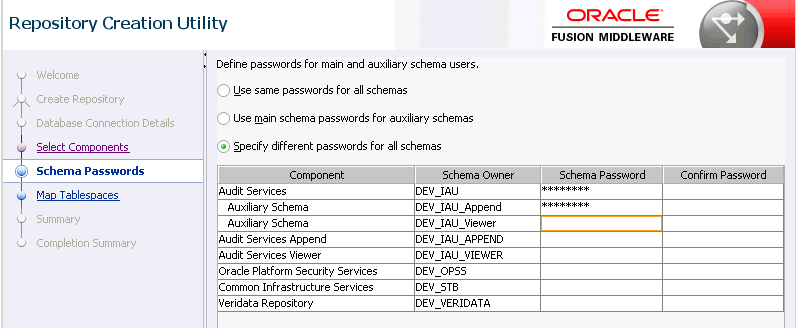 Repository Creation Utility
ORACLE
FUSION MIDDLEWARE
Welcome
Create Repository
Database Connection Details
Select Components
Schema Passwords
Map Tablespaces
Summary
Completion Summary
Define passwords for main and auxiliary schema users.
Use same passwords for all schemas
Use main schema passwords for auxiliary schemas
Specify different passwords for all schemas
Component Schema Owner Schema Password Confirm Password
Audit Services DEV_IAU ********
Auxiliary Schema DEV_IAU_Append ********
Auxiliary Schema DEV_IAU_Viewer
Audit Services Append DEV_IAU_APPEND
Audit Services Viewer DEV_IAU_VIEWER
Oracle Platform Security Services DEV_OPSS
Common Infrastructure Services DEV_STB
Veridata Repository DEV_VERIDATA